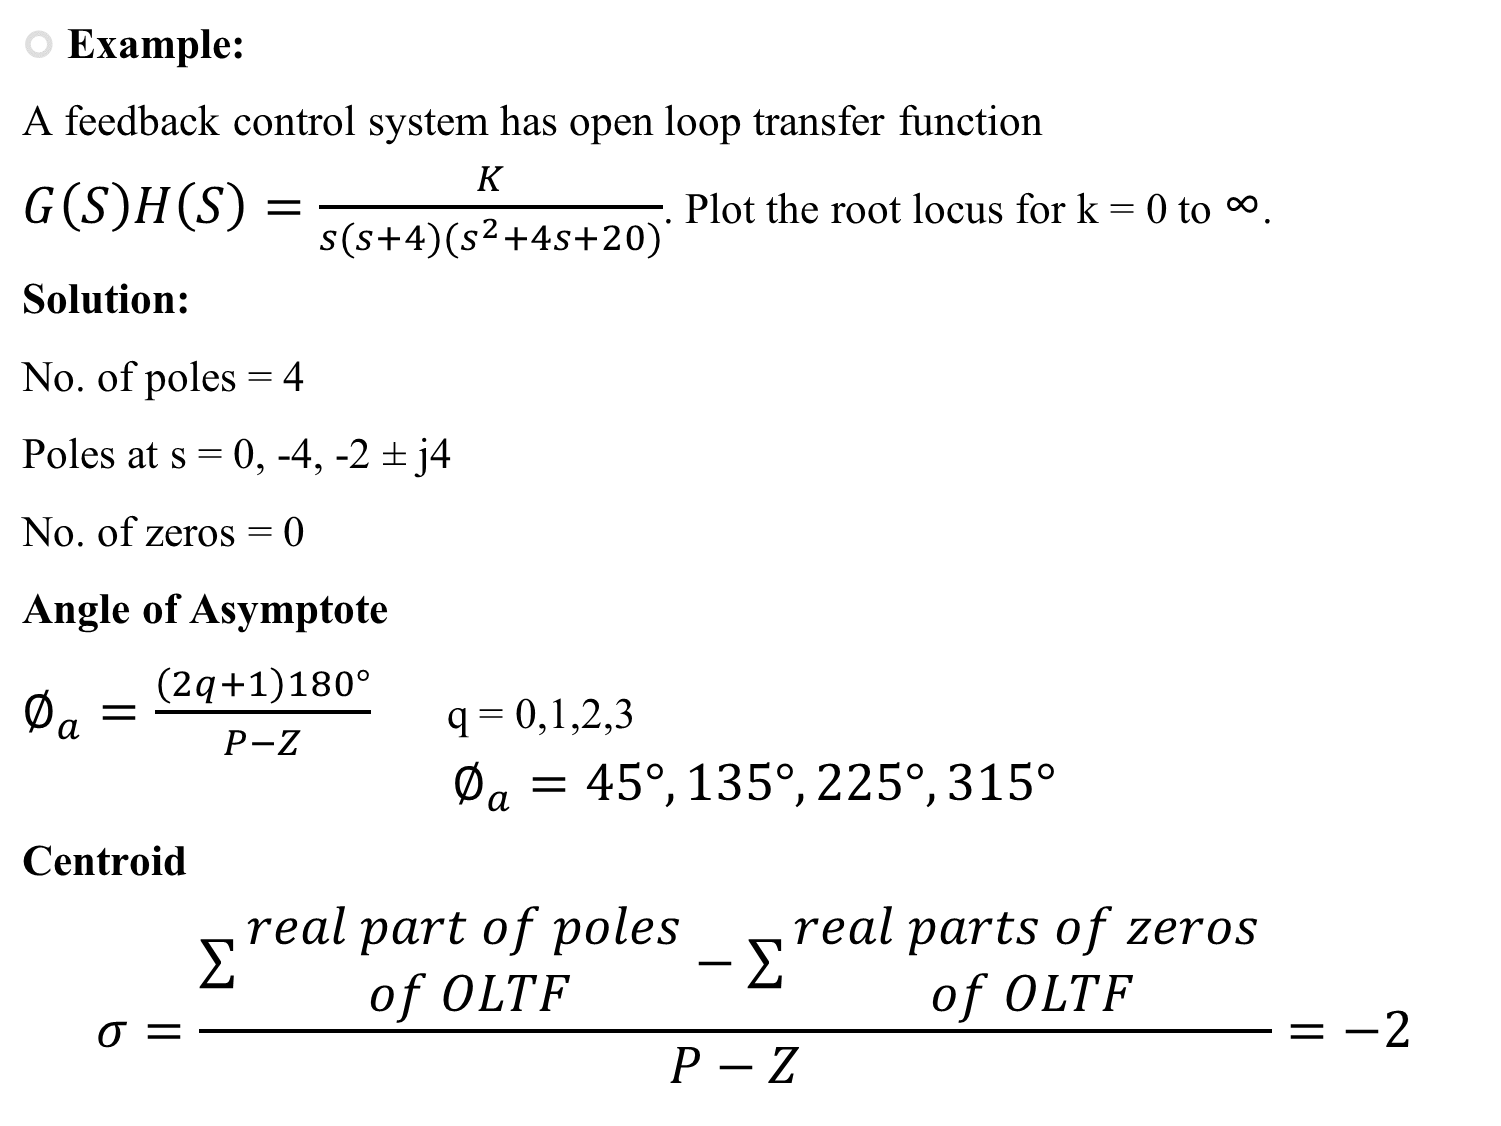 Example:
A feedback control system has open loop transfer function
G(S)H(S) = K / s(s+4)(s²+4s+20). Plot the root locus for k = 0 to ∞.
Solution:
No. of poles = 4
Poles at s = 0, -4, -2 ± j4
No. of zeros = 0
Angle of Asymptote
∅ₐ = (2q+1)180° / P−Z q = 0,1,2,3
∅ₐ = 45°, 135°, 225°, 315°
Centroid
σ = ∑ real part of poles of OLTF − ∑ real parts of zeros of OLTF / P − Z = −2